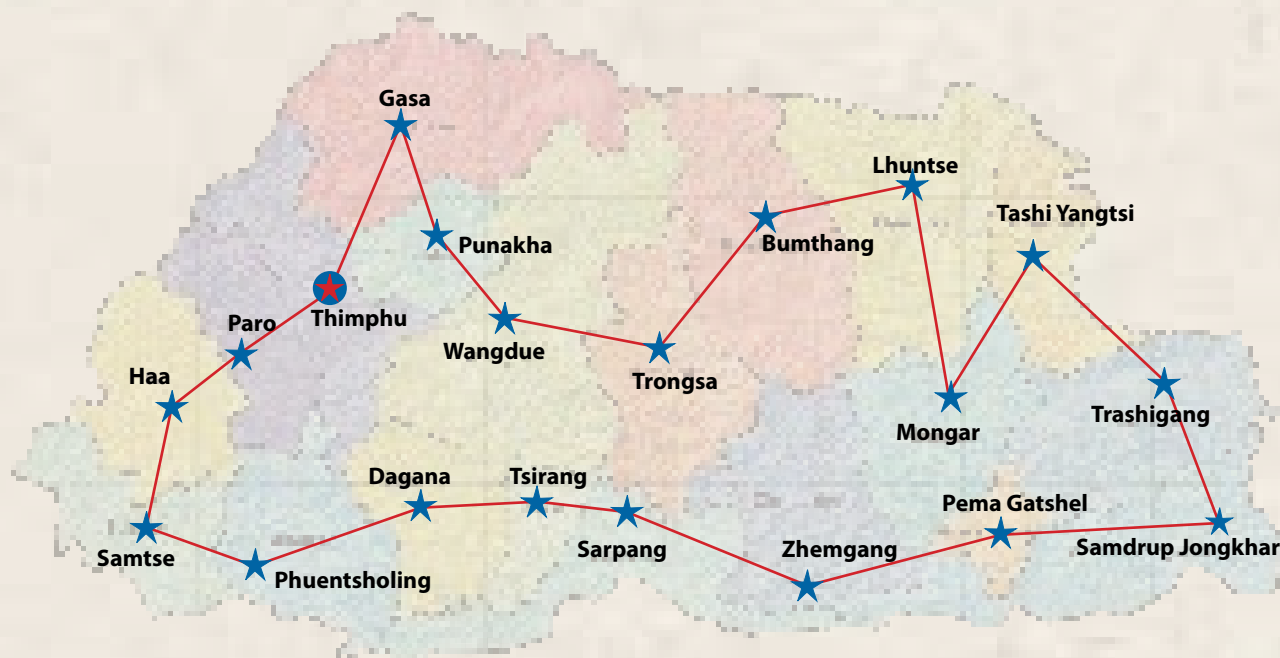 Gasa
Lhuntse
Tashi Yangtsi
Punakha
Bumthang
Thimphu
Paro
Wangdue
Haa
Trongsa
Trashigang
Mongar
Dagana
Tsirang
Pema Gatshel
Sarpang
Zhemgang
Samdrup Jongkhar
Samtse
Phuentsholing